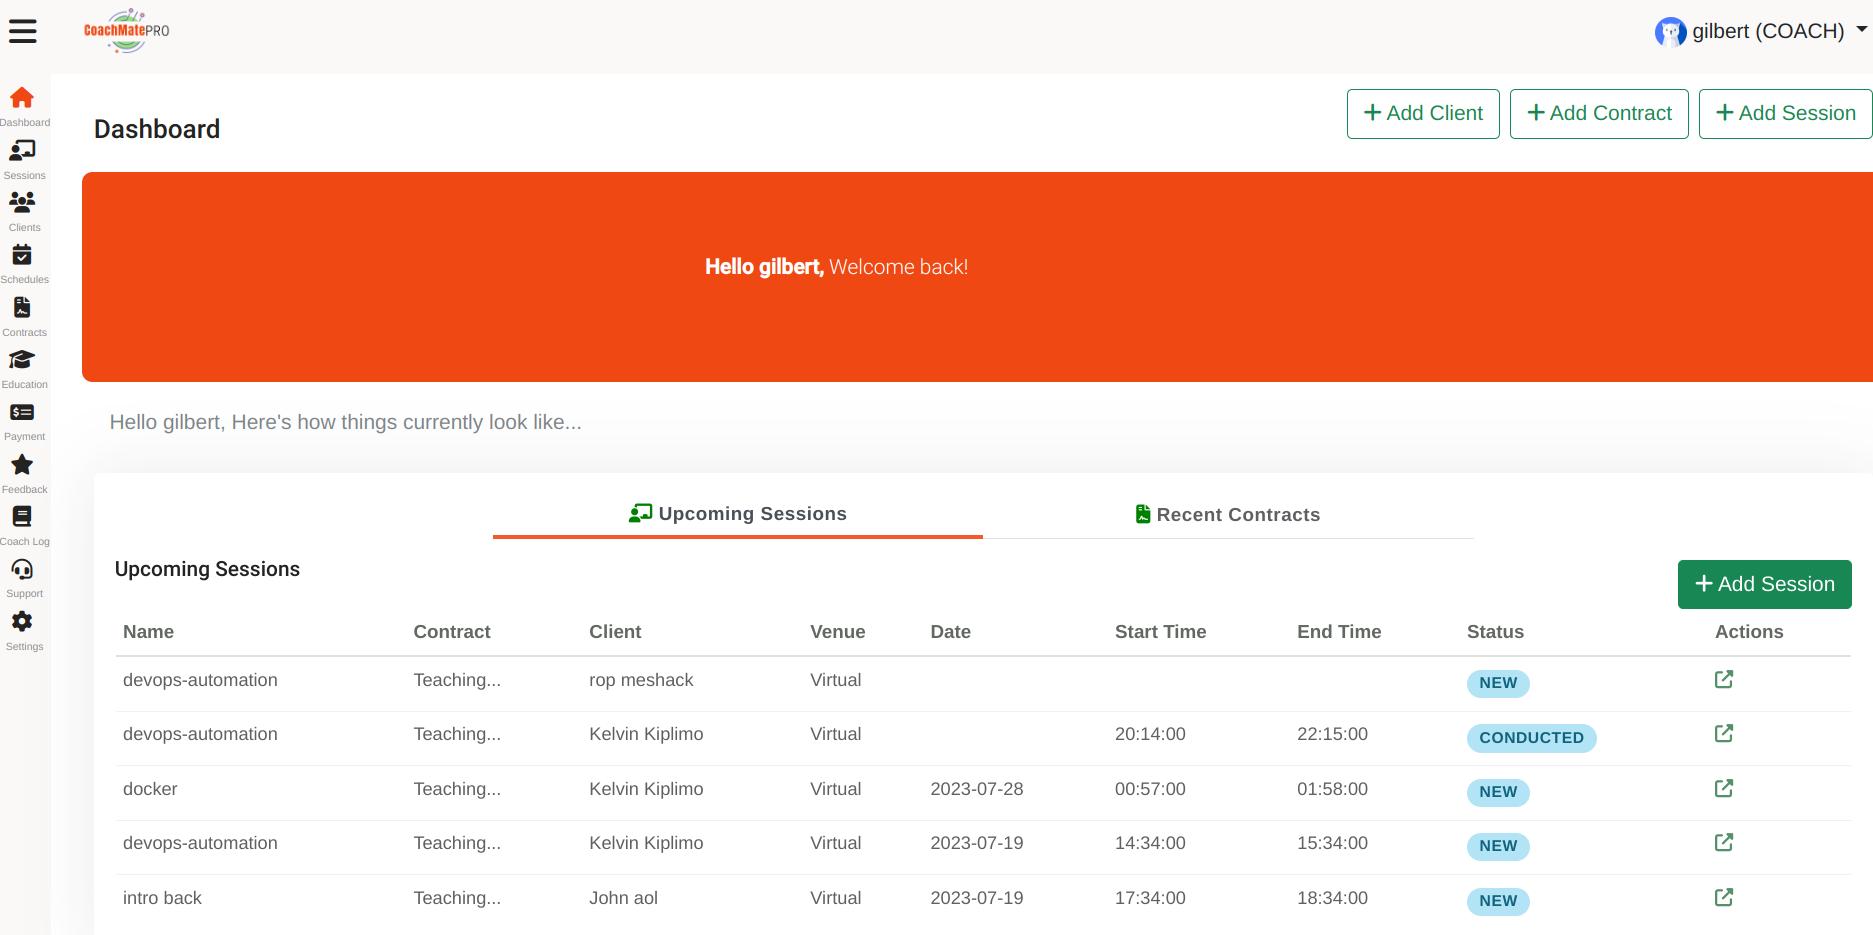 CoachMatePRO
gilbert (COACH)
Dashboard
Sessions
Clients
Schedules
Contracts
Education
Payment
Feedback
Coach Log
Support
Settings
Dashboard
+ Add Client + Add Contract + Add Session
Hello gilbert, Welcome back!
Hello gilbert, Here's how things currently look like...
Upcoming Sessions Recent Contracts
Upcoming Sessions
+ Add Session
Name Contract Client Venue Date Start Time End Time Status Actions
devops-automation Teaching... rop meshack Virtual NEW
devops-automation Teaching... Kelvin Kiplimo Virtual 20:14:00 22:15:00 CONDUCTED
docker Teaching... Kelvin Kiplimo Virtual 2023-07-28 00:57:00 01:58:00 NEW
devops-automation Teaching... Kelvin Kiplimo Virtual 2023-07-19 14:34:00 15:34:00 NEW
intro back Teaching... John aol Virtual 2023-07-19 17:34:00 18:34:00 NEW